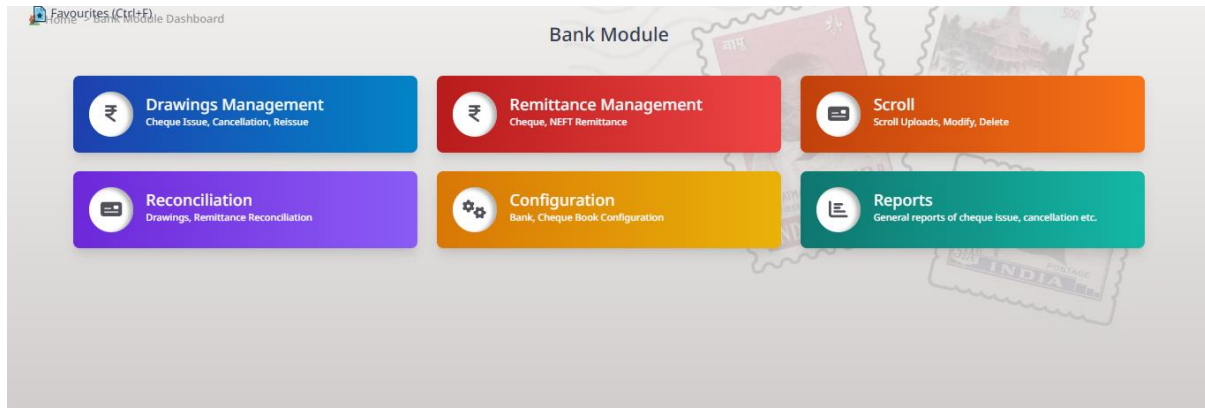 Favourites (Ctrl+F)
Home > Bank Module Dashboard
Bank Module
Drawings Management
Cheque Issue, Cancellation, Reissue
Remittance Management
Cheque, NEFT Remittance
Scroll
Scroll Uploads, Modify, Delete
Reconciliation
Drawings, Remittance Reconciliation
Configuration
Bank, Cheque Book Configuration
Reports
General reports of cheque issue, cancellation etc.
बापू
500
INDIA
POSTAGE